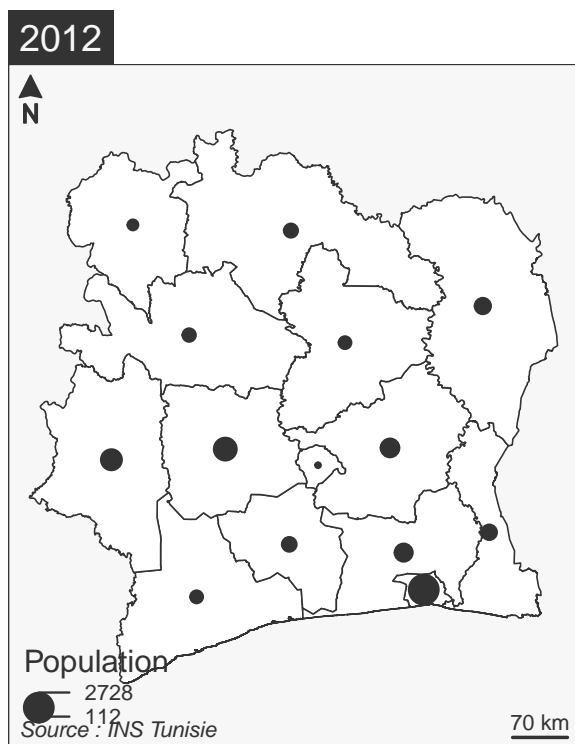 2012
N
Population
2728
112
Source : INS Tunisie
70 km